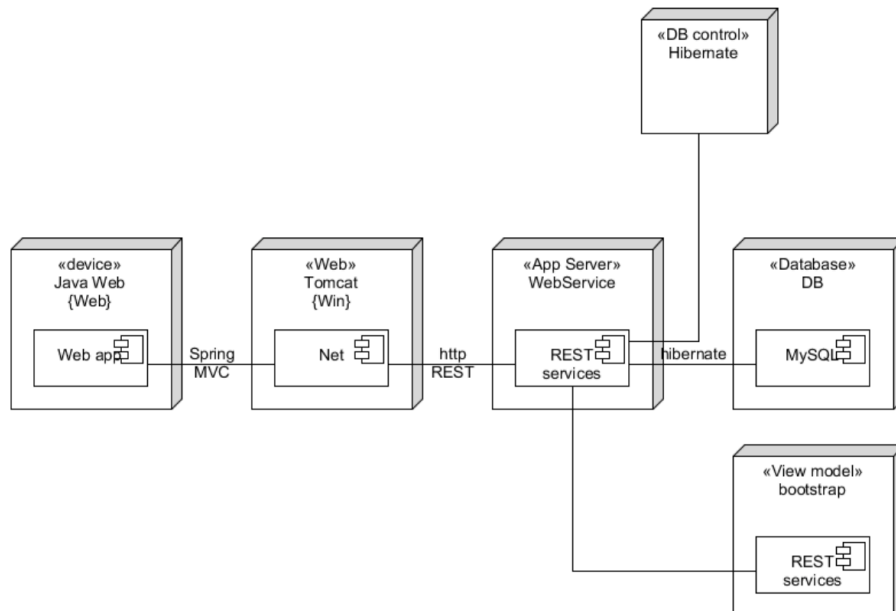 «DB control»
Hibernate
«device»
Java Web
{Web}
Web app
Spring
MVC
«Web»
Tomcat
{Win}
Net
http
REST
«App Server»
WebService
REST
services
hibernate
«Database»
DB
MySQL
«View model»
bootstrap
REST
services